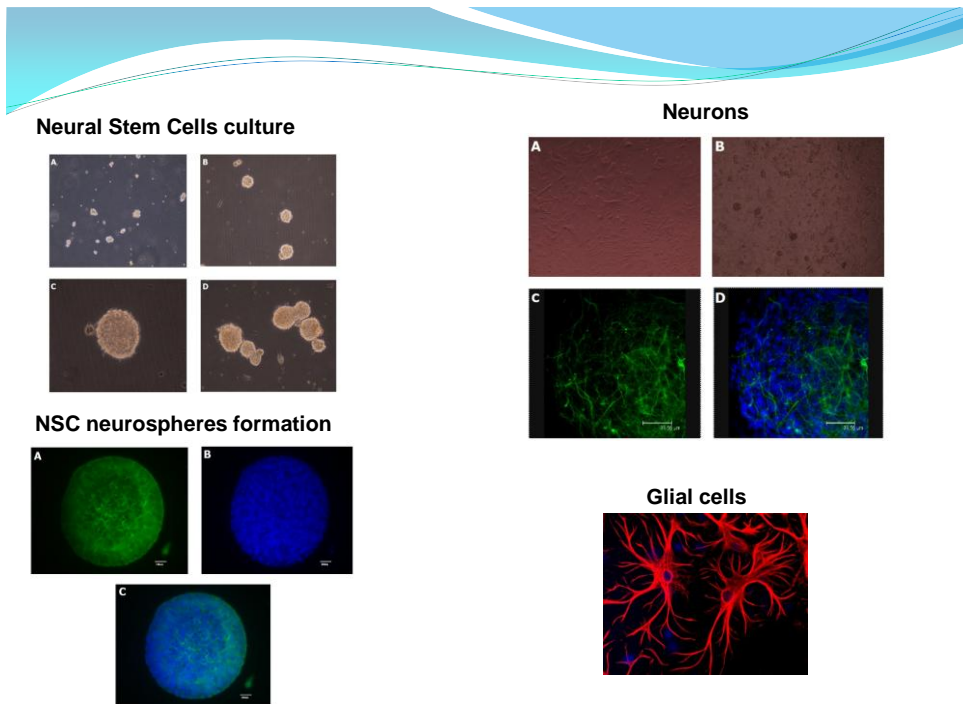 Neural Stem Cells culture
A
B
C
D
NSC neurospheres formation
A
B
C
Neurons
A
B
C
D
Glial cells